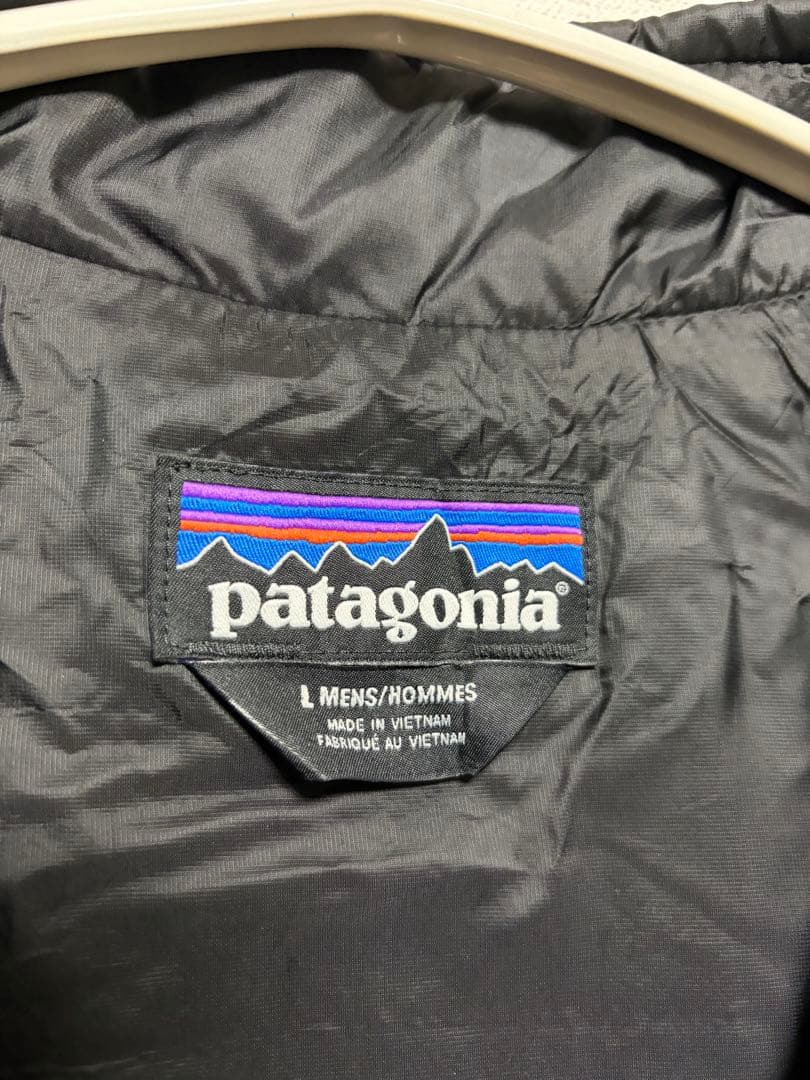 patagonia®
L MENS/HOMMES
MADE IN VIETNAM
FABRIQUÉ AU VIETNAM